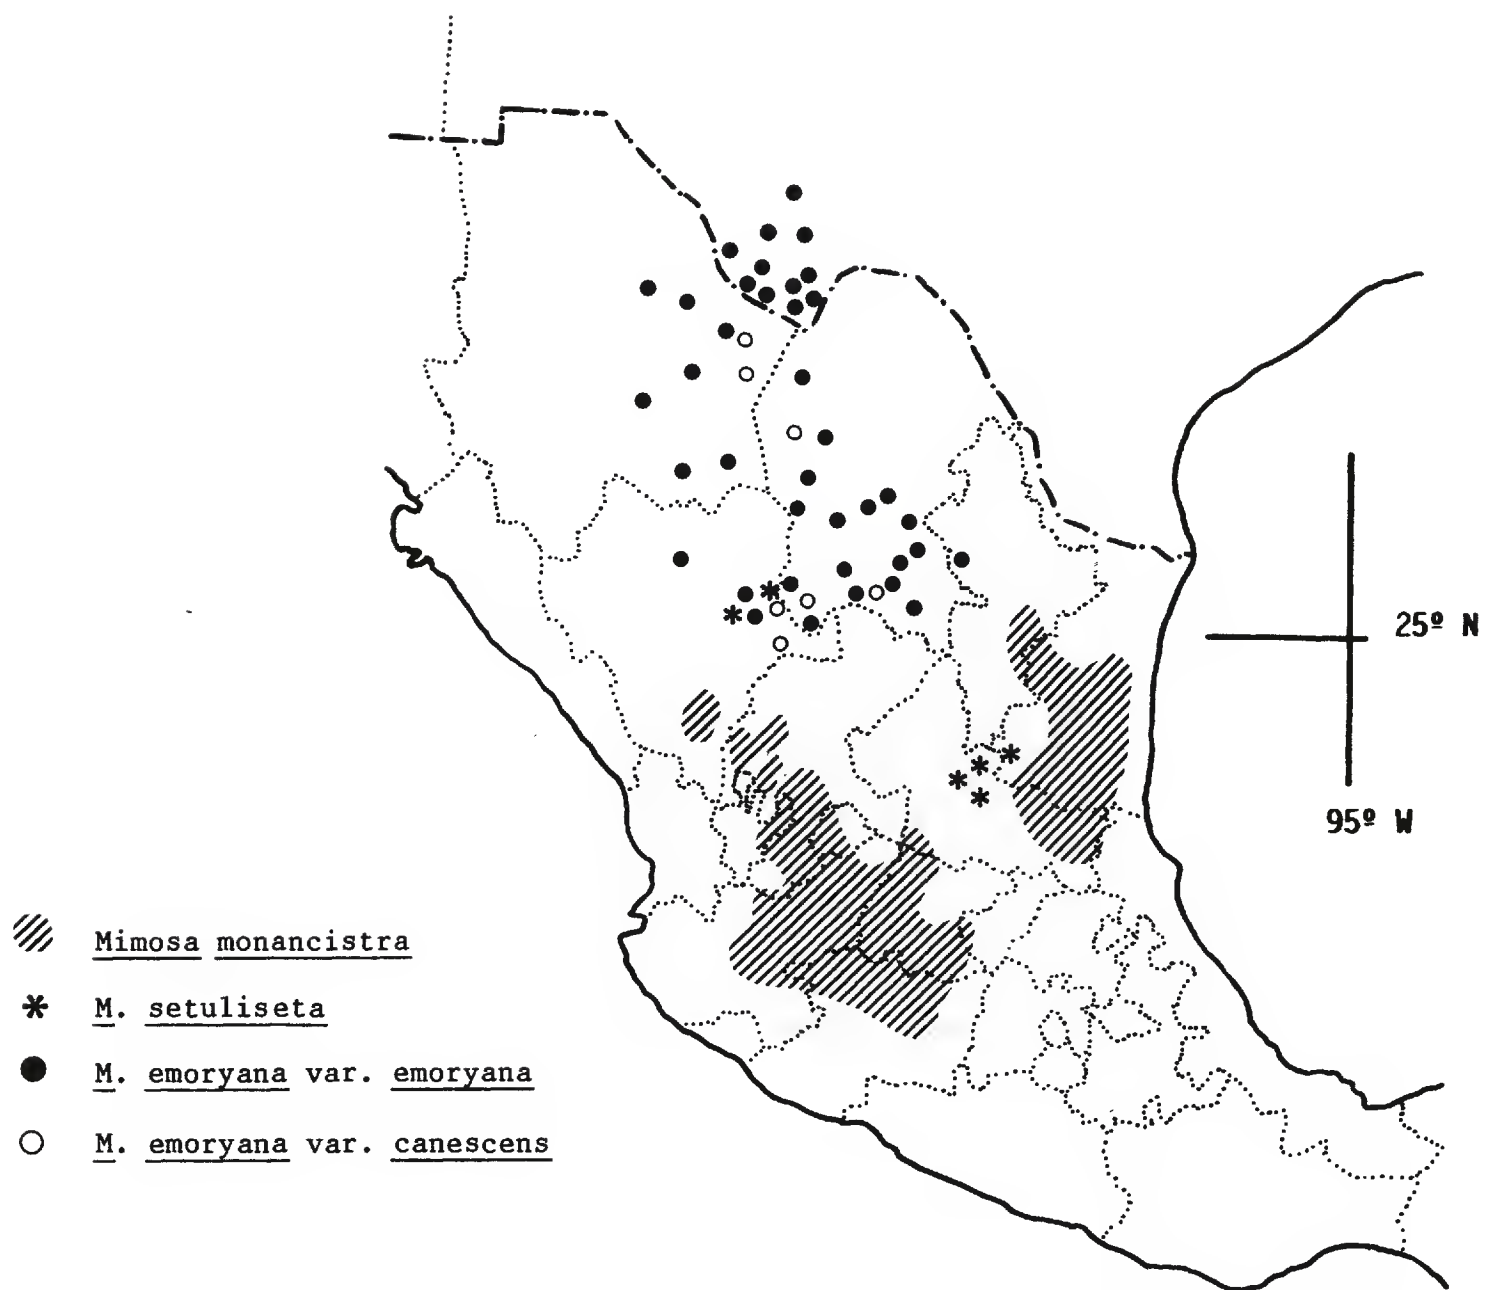 25º N
95º W
Mimosa monancistra
M. setuliseta
M. emoryana var. emoryana
M. emoryana var. canescens